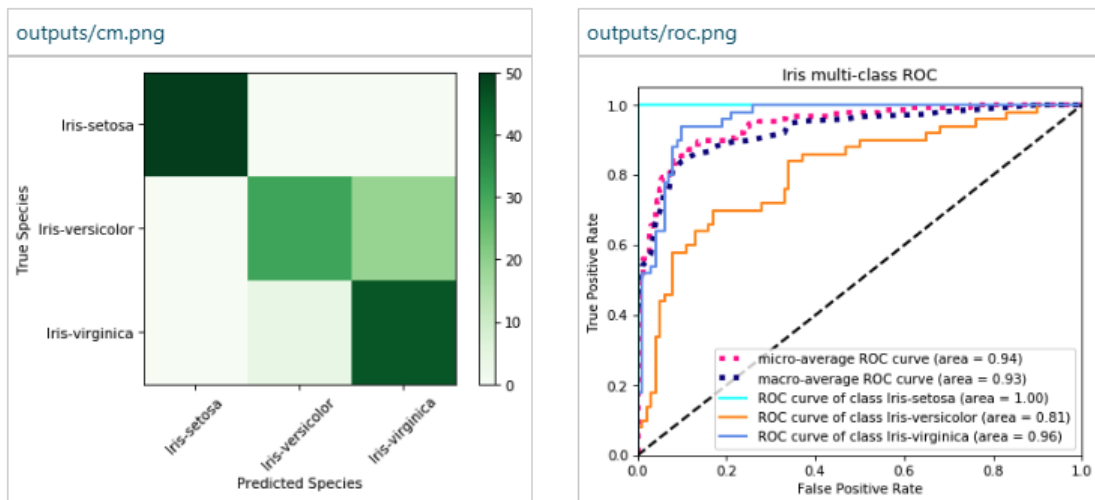 outputs/cm.png
Iris-setosa
Iris-versicolor
Iris-virginica
True Species
Iris-setosa
Iris-versicolor
Iris-virginica
Predicted Species
50
40
30
20
10
0
outputs/roc.png
Iris multi-class ROC
True Positive Rate
1.0
0.8
0.6
0.4
0.2
0.0
micro-average ROC curve (area = 0.94)
macro-average ROC curve (area = 0.93)
ROC curve of class Iris-setosa (area = 1.00)
ROC curve of class Iris-versicolor (area = 0.81)
ROC curve of class Iris-virginica (area = 0.96)
0.0 0.2 0.4 0.6 0.8 1.0
False Positive Rate